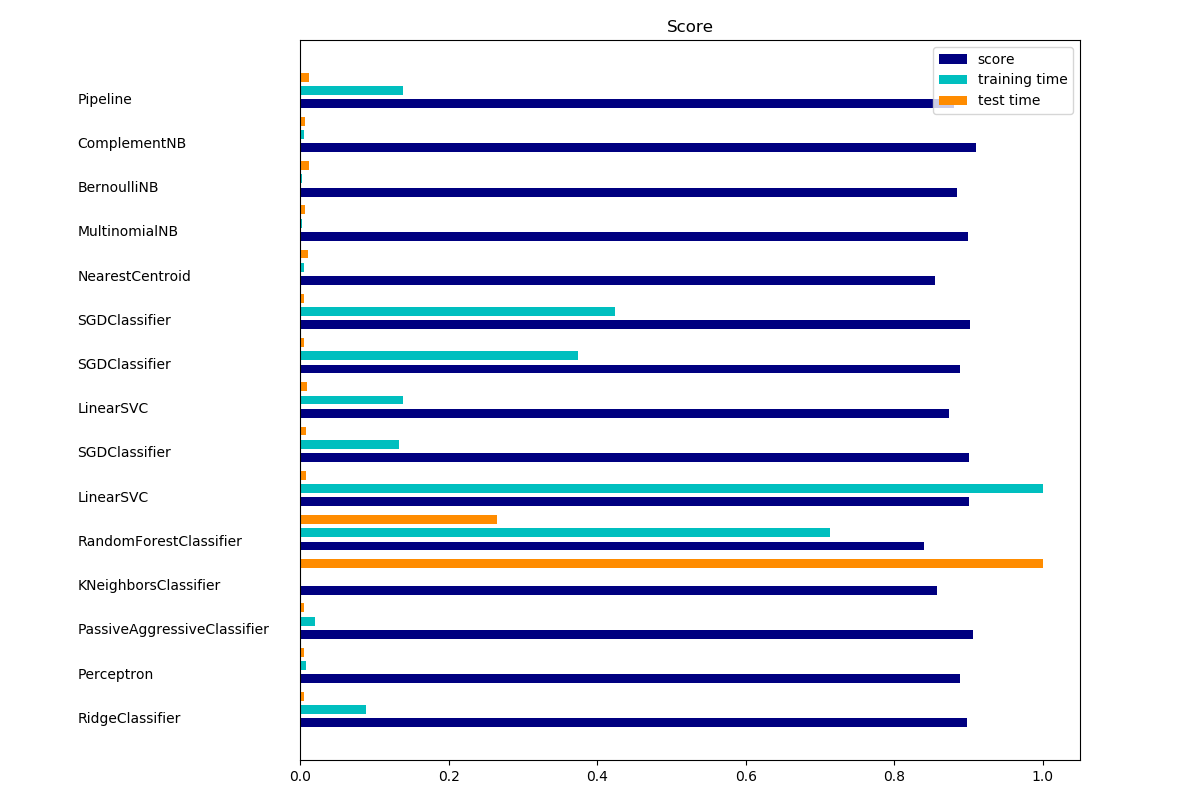 Score
score
training time
test time
Pipeline
ComplementNB
BernoulliNB
MultinomialNB
NearestCentroid
SGDClassifier
SGDClassifier
LinearSVC
SGDClassifier
LinearSVC
RandomForestClassifier
KNeighborsClassifier
PassiveAggressiveClassifier
Perceptron
RidgeClassifier
0.0 0.2 0.4 0.6 0.8 1.0